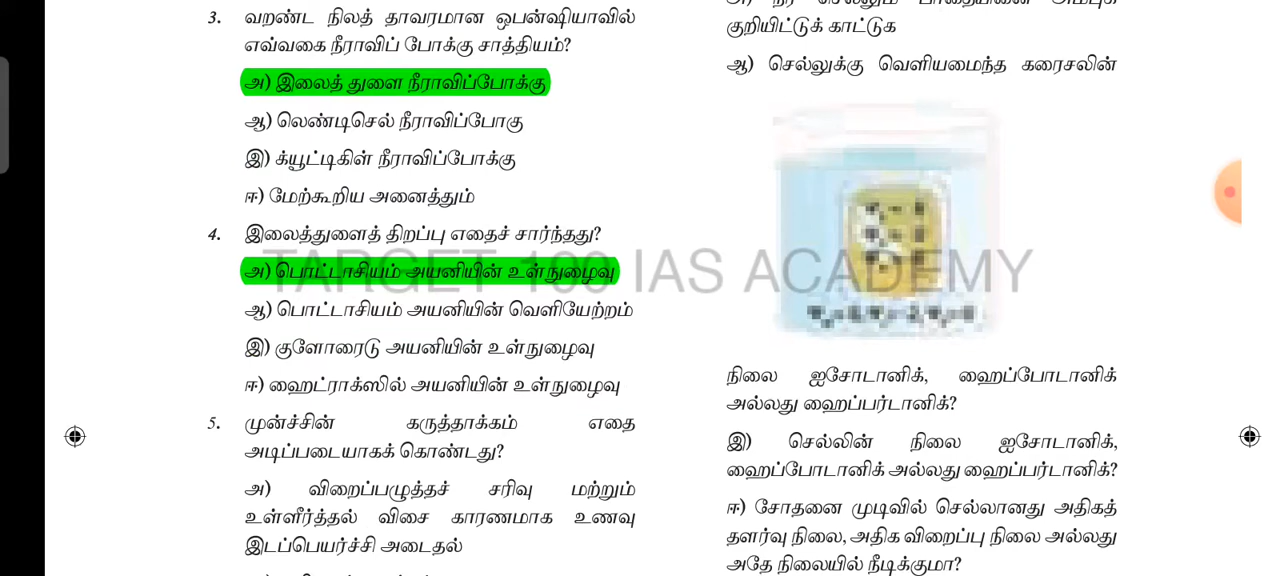 3. வறண்ட நிலத் தாவரமான ஒபன்ஷியாவில்
எவ்வகை நீராவிப் போக்கு சாத்தியம்?
அ) இலைத் துளை நீராவிப்போக்கு
ஆ) லெண்டிசெல் நீராவிப்போகு
இ) க்யூட்டிகிள் நீராவிப்போக்கு
ஈ) மேற்கூறிய அனைத்தும்
4. இலைத்துளைத் திறப்பு எதைச் சார்ந்தது?
அ) பொட்டாசியம் அயனியின் உள்நுழைவு
ஆ) பொட்டாசியம் அயனியின் வெளியேற்றம்
இ) குளோரைடு அயனியின் உள்நுழைவு
ஈ) ஹைட்ராக்ஸில் அயனியின் உள்நுழைவு
5. முன்ச்சின் கருத்தாக்கம் எதை
அடிப்படையாகக் கொண்டது?
அ) விறைப்பழுத்தச் சரிவு மற்றும்
உள்ளீர்த்தல் விசை காரணமாக உணவு
இடப்பெயர்ச்சி அடைதல்
குறியிட்டுக் காட்டுக
ஆ) செல்லுக்கு வெளியமைந்த கரைசலின்
நிலை ஐசோடானிக், ஹைப்போடானிக்
அல்லது ஹைப்பர்டானிக்?
இ) செல்லின் நிலை ஐசோடானிக்,
ஹைப்போடானிக் அல்லது ஹைப்பர்டானிக்?
ஈ) சோதனை முடிவில் செல்லானது அதிகத்
தளர்வு நிலை, அதிக விறைப்பு நிலை அல்லது
அதே நிலையில் நீடிக்குமா?
TARGET 100 IAS ACADEMY